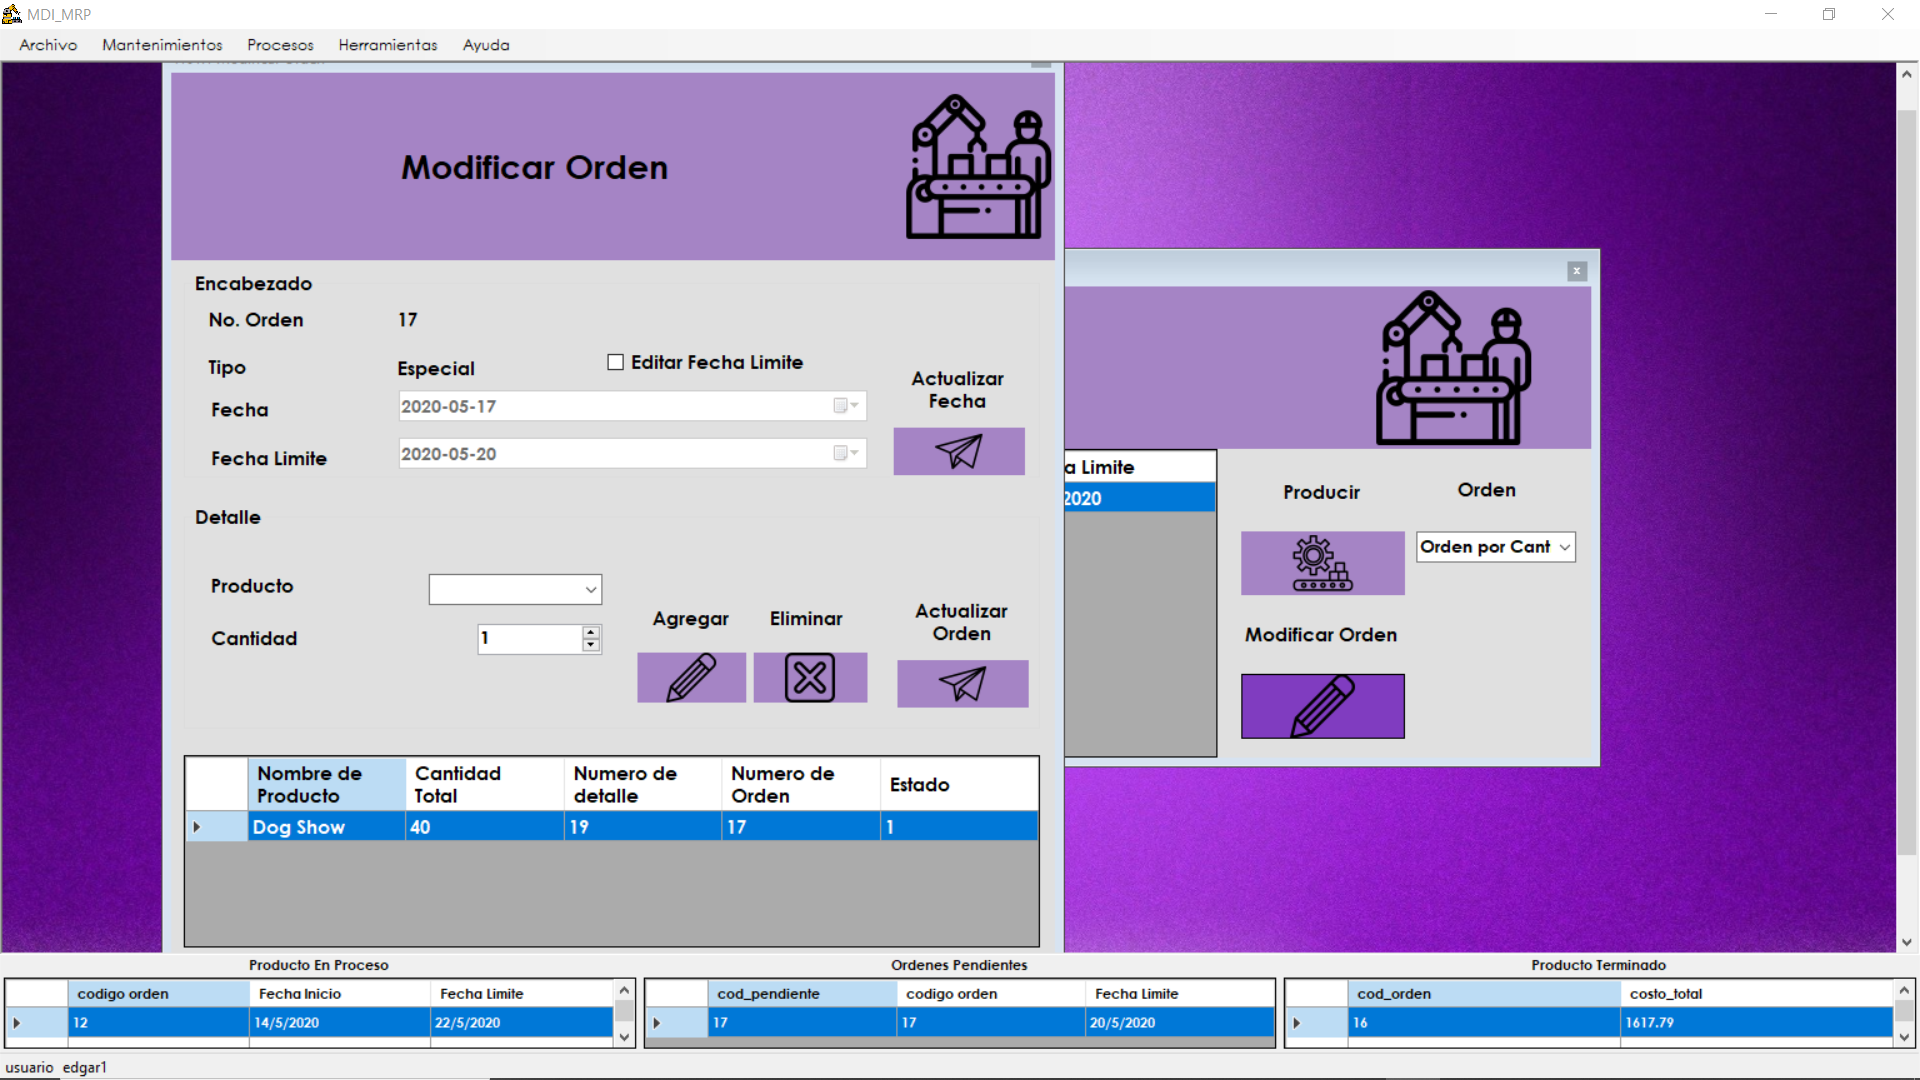 MDI_MRP
Archivo Mantenimientos Procesos Herramientas Ayuda
Modificar Orden
Encabezado
No. Orden 17
Tipo Especial
Editar Fecha Limite
Fecha 2020-05-17
Fecha Limite 2020-05-20
Actualizar
Fecha
Detalle
Producto
Cantidad 1
Agregar Eliminar
Actualizar
Orden
Nombre de Producto Cantidad Total Numero de detalle Numero de Orden Estado
Dog Show 40 19 17 1
x
a Limite
2020
Producir Orden
Orden por Cant
Modificar Orden
Producto En Proceso
codigo orden Fecha Inicio Fecha Limite
12 14/5/2020 22/5/2020
Ordenes Pendientes
cod_pendiente codigo orden Fecha Limite
17 17 20/5/2020
Producto Terminado
cod_orden costo_total
16 1617.79
usuario edgar1